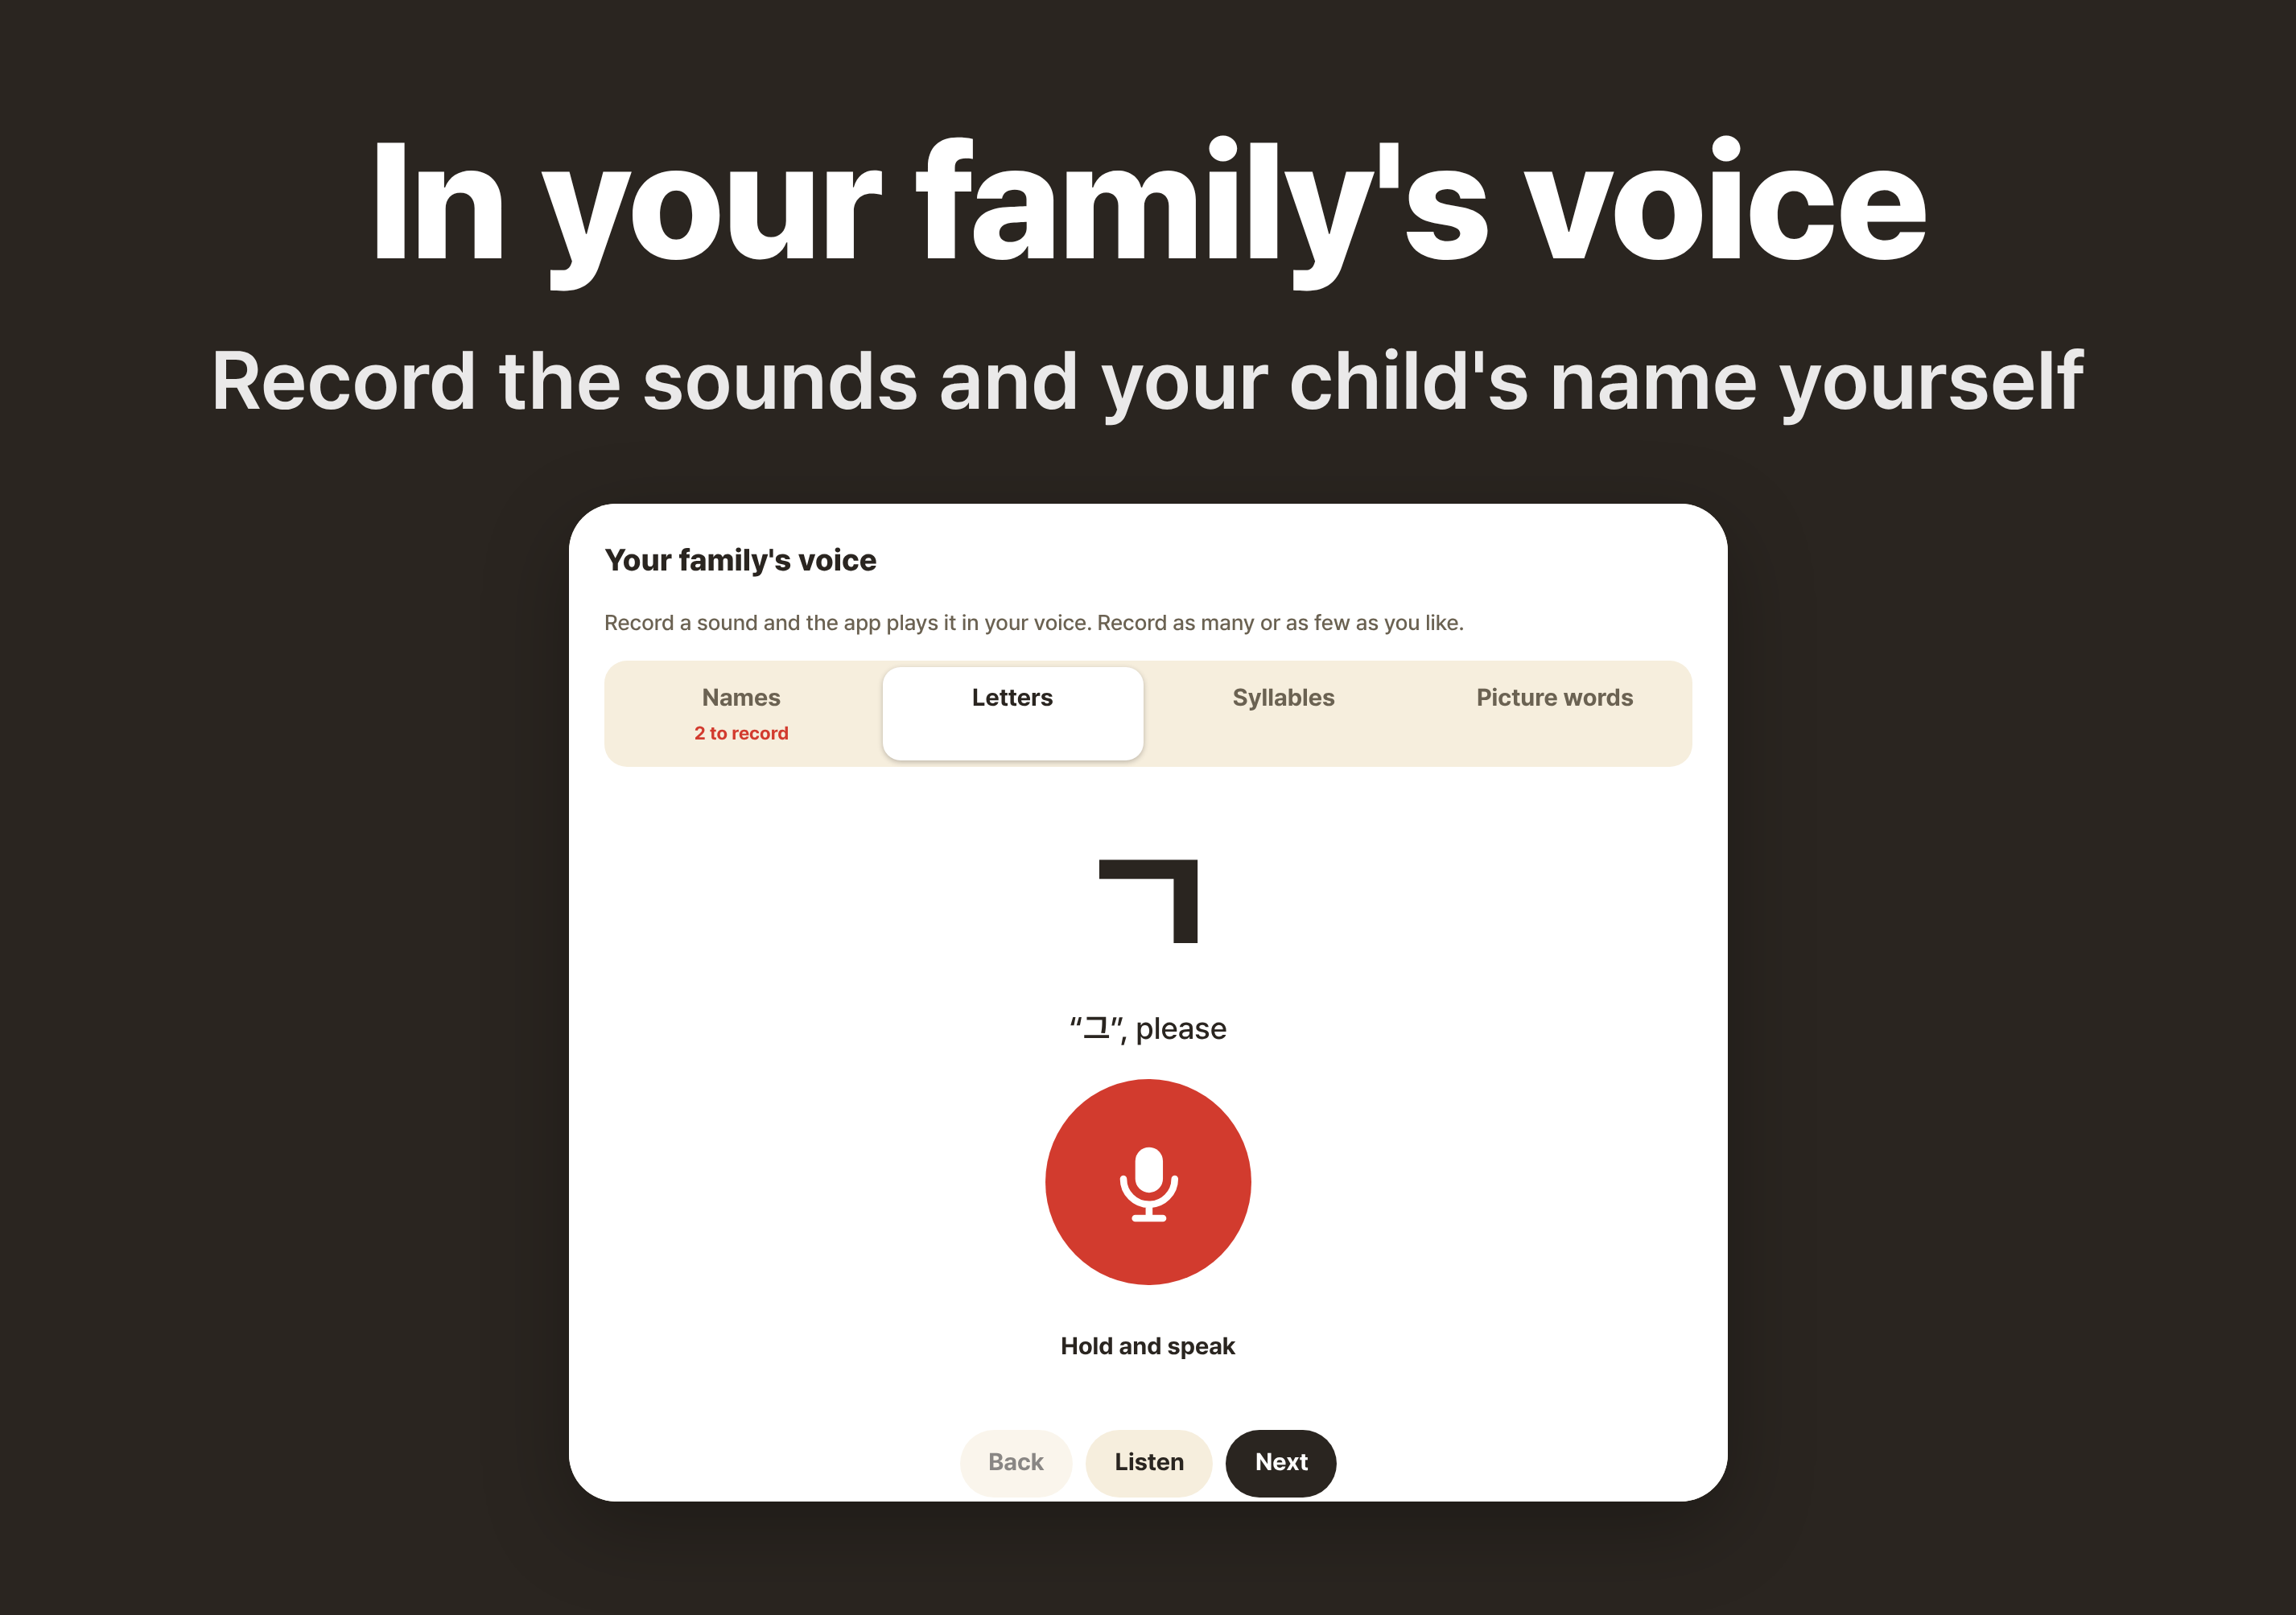 In your family's voice
Record the sounds and your child's name yourself
Your family's voice
Record a sound and the app plays it in your voice. Record as many or as few as you like.
Names
2 to record
Letters
Syllables
Picture words
ㄱ
“그”, please
Hold and speak
Back
Listen
Next